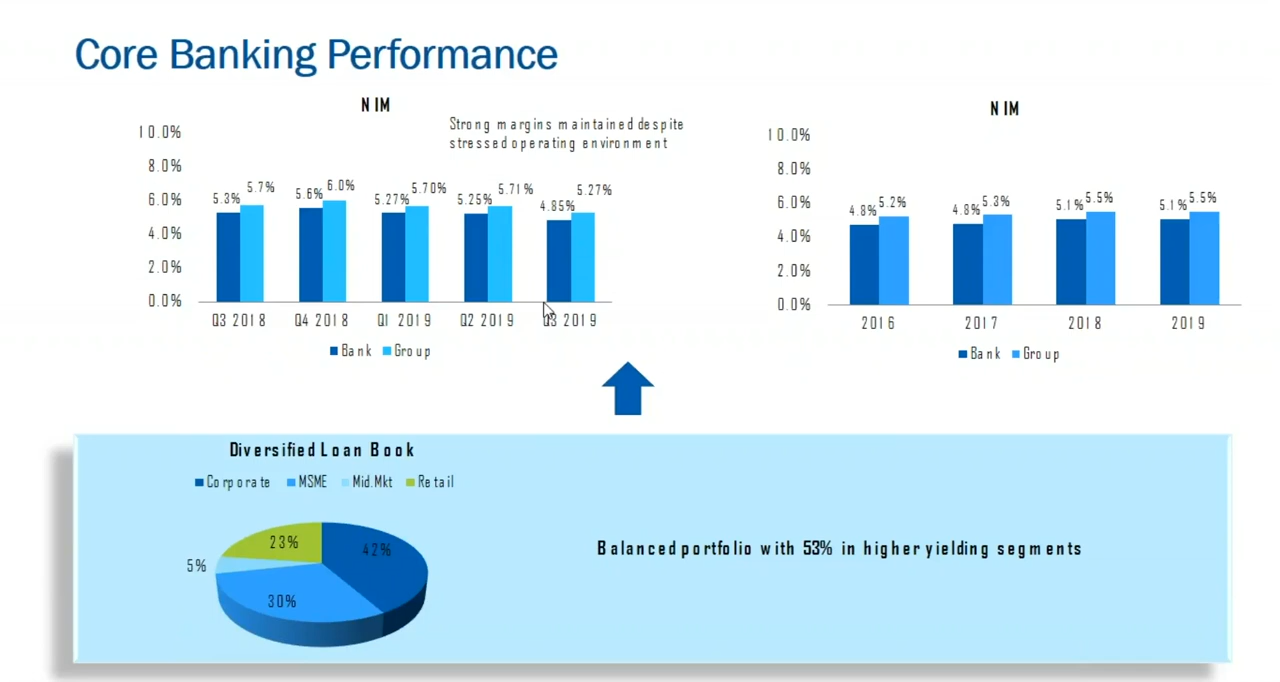 Core Banking Performance
NIM
Strong margins maintained despite
stressed operating environment
10.0%
8.0%
6.0%
4.0%
2.0%
0.0%
5.3%
5.7%
5.6%
6.0%
5.27%
5.70%
5.25%
5.71%
4.85%
5.27%
Q3 2018
Q4 2018
Q1 2019
Q2 2019
Q3 2019
Bank
Group
NIM
10.0%
8.0%
6.0%
4.0%
2.0%
0.0%
4.8%
5.2%
4.8%
5.3%
5.1%
5.5%
5.1%
5.5%
2016
2017
2018
2019
Bank
Group
Diversified Loan Book
Corporate
MSME
Mid.Mkt
Retail
23%
42%
5%
30%
Balanced portfolio with 53% in higher yielding segments